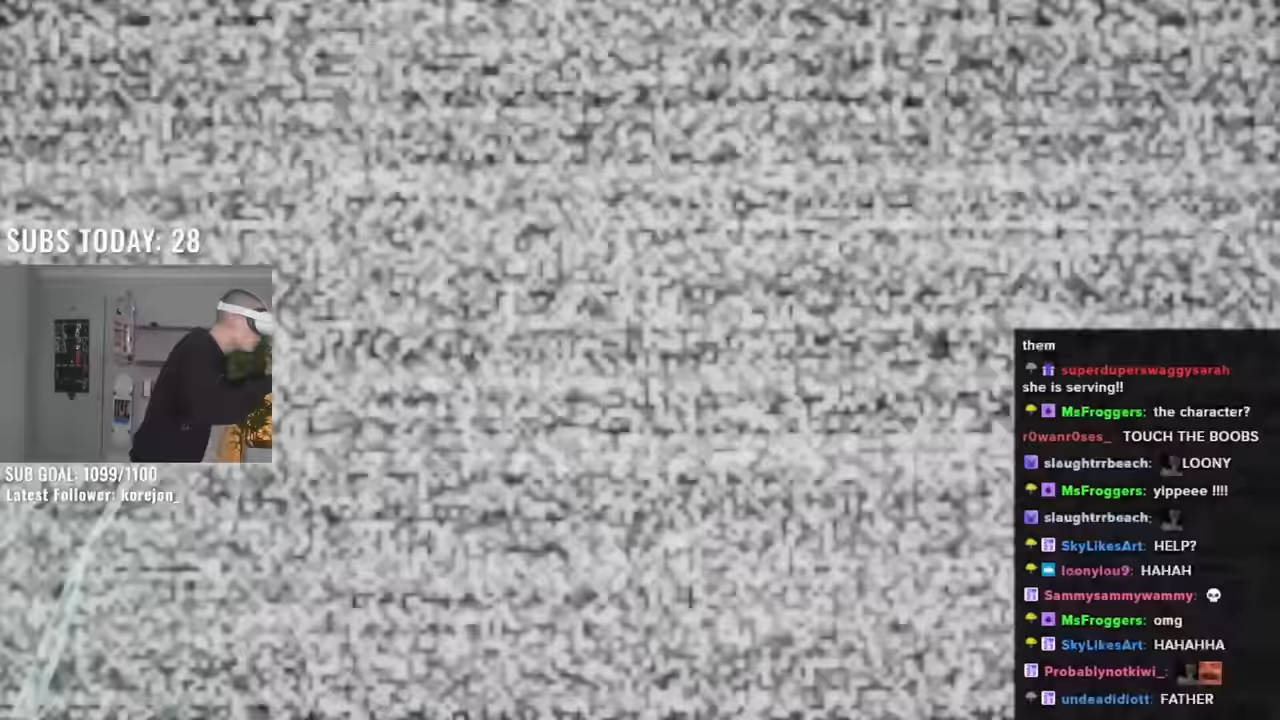 SUBS TODAY: 28
SUB GOAL: 1099/1100
Latest Follower: korejon_
them
superduperswaggysarah
she is serving!!
MsFroggers: the character?
r0wanr0ses_ TOUCH THE BOOBS
slaughtrrbeach: LOONY
MsFroggers: yippeee !!!!
slaughtrrbeach:
SkyLikesArt: HELP?
loonylou9: HAHAH
Sammysammywammy:
MsFroggers: omg
SkyLikesArt: HAHAHHA
Probablynotkiwi_:
undeadidiott: FATHER